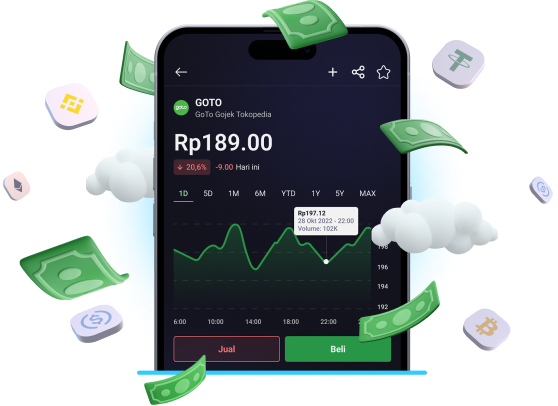 goto
GOTO
GoTo Gojek Tokopedia
Rp189.00
20,6% -9.00 Hari ini
1D 5D 1M 6M YTD 1Y 5Y MAX
Rp197.12
28 Okt 2022 - 22:00
Volume: 102K
198
196
194
192
6:00 10:00 14:00 18:00 22:00
Jual Beli